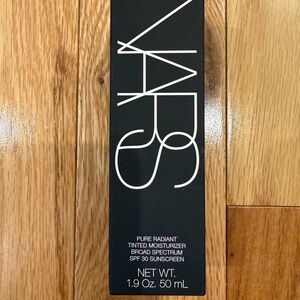 NARS
PURE RADIANT
TINTED MOISTURIZER
BROAD SPECTRUM
SPF 30 SUNSCREEN
NET WT.
1.9 Oz. 50 mL